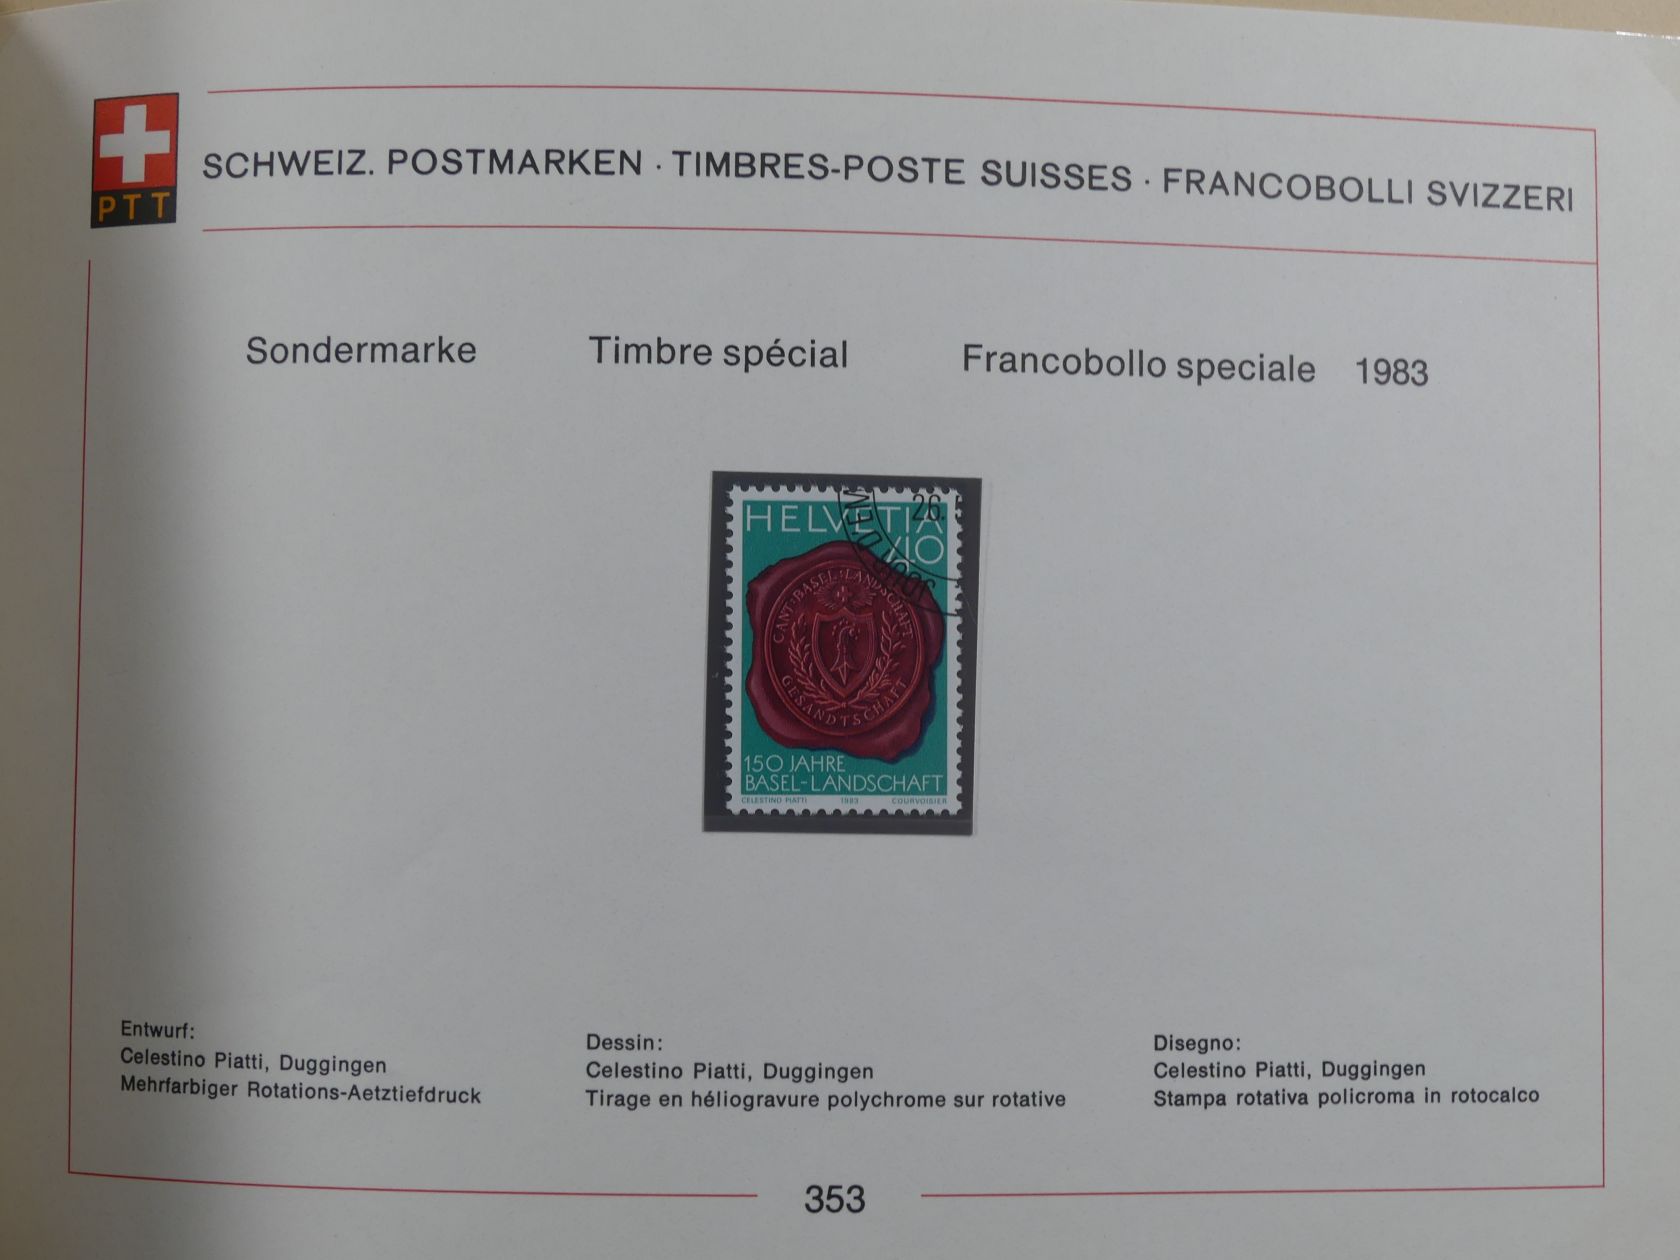 PTT
SCHWEIZ. POSTMARKEN · TIMBRES-POSTE SUISSES · FRANCOBOLLI SVIZZERI
Sondermarke Timbre spécial Francobollo speciale 1983
26.
HELVETIA
40
CANT: BASEL-LANDSCHAFT
GESANDTSCHAFT
150 JAHRE
BASEL-LANDSCHAFT
CELESTINO PIATTI 1983 COURVOISIER
Entwurf:
Celestino Piatti, Duggingen
Mehrfarbiger Rotations-Aetztiefdruck
Dessin:
Celestino Piatti, Duggingen
Tirage en héliogravure polychrome sur rotative
Disegno:
Celestino Piatti, Duggingen
Stampa rotativa policroma in rotocalco
353